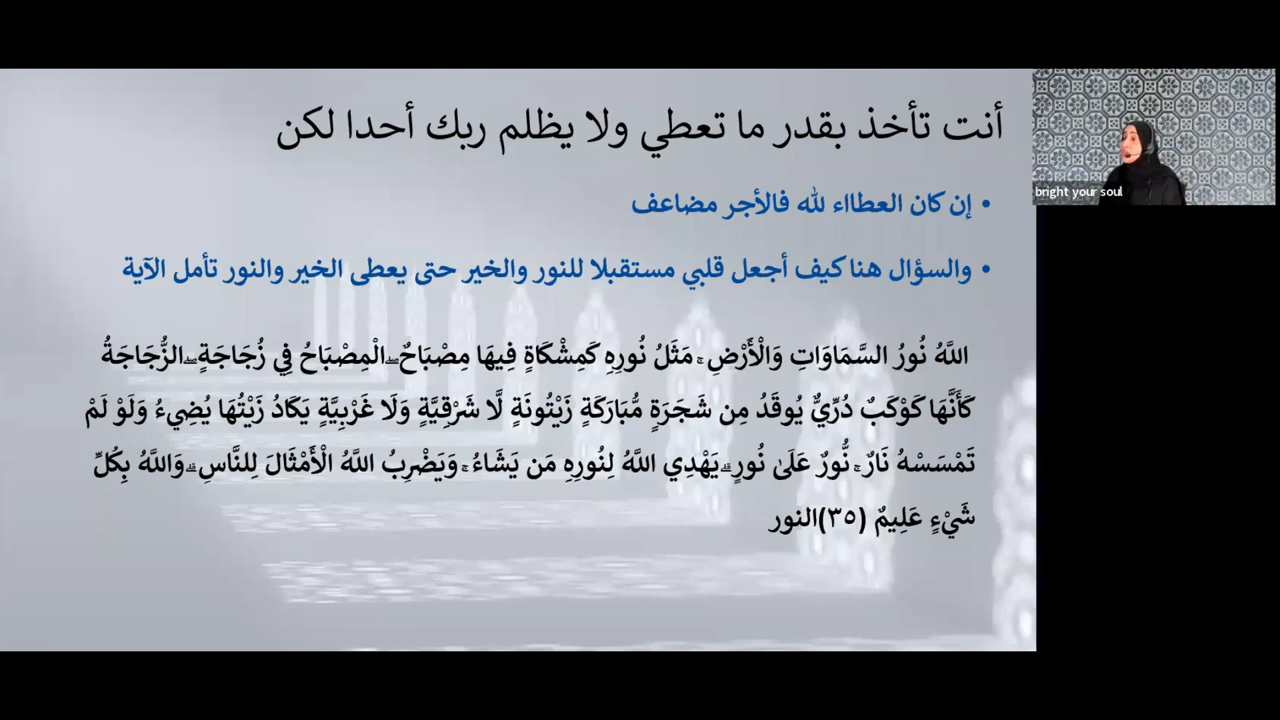 أنت تأخذ بقدر ما تعطي ولا يظلم ربك أحدا لكن
• إن كان العطااء لله فالأجر مضاعف
• والسؤال هنا كيف أجعل قلبي مستقبلا للنور والخير حتى يعطى الخير والنور تأمل الآية
اللَّهُ نُورُ السَّمَاوَاتِ وَالْأَرْضِ ۚ مَثَلُ نُورِهِ كَمِشْكَاةٍ فِيهَا مِصْبَاحٌ ۖ الْمِصْبَاحُ فِي زُجَاجَةٍ ۖ الزُّجَاجَةُ
كَأَنَّهَا كَوْكَبٌ دُرِّيٌّ يُوقَدُ مِن شَجَرَةٍ مُّبَارَكَةٍ زَيْتُونَةٍ لَّا شَرْقِيَّةٍ وَلَا غَرْبِيَّةٍ يَكَادُ زَيْتُهَا يُضِيءُ وَلَوْ لَمْ
تَمْسَسْهُ نَارٌ ۚ نُّورٌ عَلَىٰ نُورٍ ۗ يَهْدِي اللَّهُ لِنُورِهِ مَن يَشَاءُ ۚ وَيَضْرِبُ اللَّهُ الْأَمْثَالَ لِلنَّاسِ ۗ وَاللَّهُ بِكُلِّ
شَيْءٍ عَلِيمٌ (٣٥)النور
bright your soul